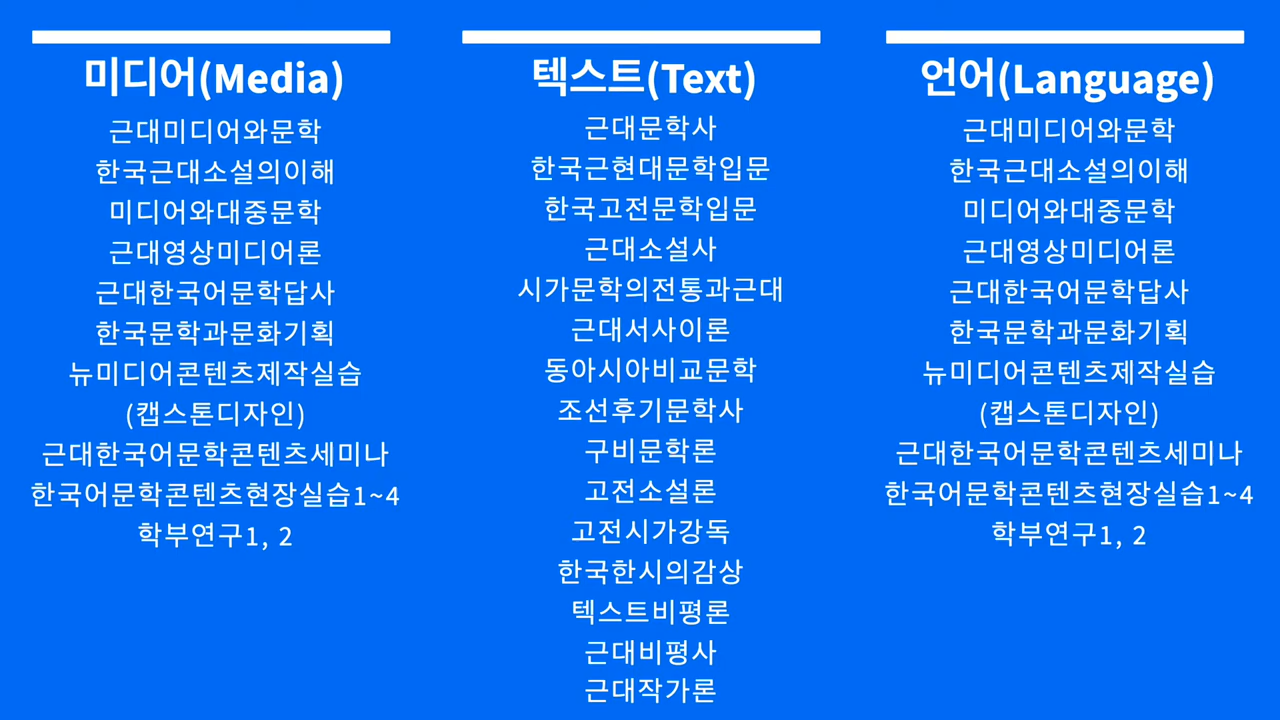 미디어(Media)
근대미디어와문학
한국근대소설의이해
미디어와대중문학
근대영상미디어론
근대한국어문학답사
한국문학과문화기획
뉴미디어콘텐츠제작실습
(캡스톤디자인)
근대한국어문학콘텐츠세미나
한국어문학콘텐츠현장실습1~4
학부연구1, 2
텍스트(Text)
근대문학사
한국근현대문학입문
한국고전문학입문
근대소설사
시가문학의전통과근대
근대서사이론
동아시아비교문학
조선후기문학사
구비문학론
고전소설론
고전시가강독
한국한시의감상
텍스트비평론
근대비평사
근대작가론
언어(Language)
근대미디어와문학
한국근대소설의이해
미디어와대중문학
근대영상미디어론
근대한국어문학답사
한국문학과문화기획
뉴미디어콘텐츠제작실습
(캡스톤디자인)
근대한국어문학콘텐츠세미나
한국어문학콘텐츠현장실습1~4
학부연구1, 2